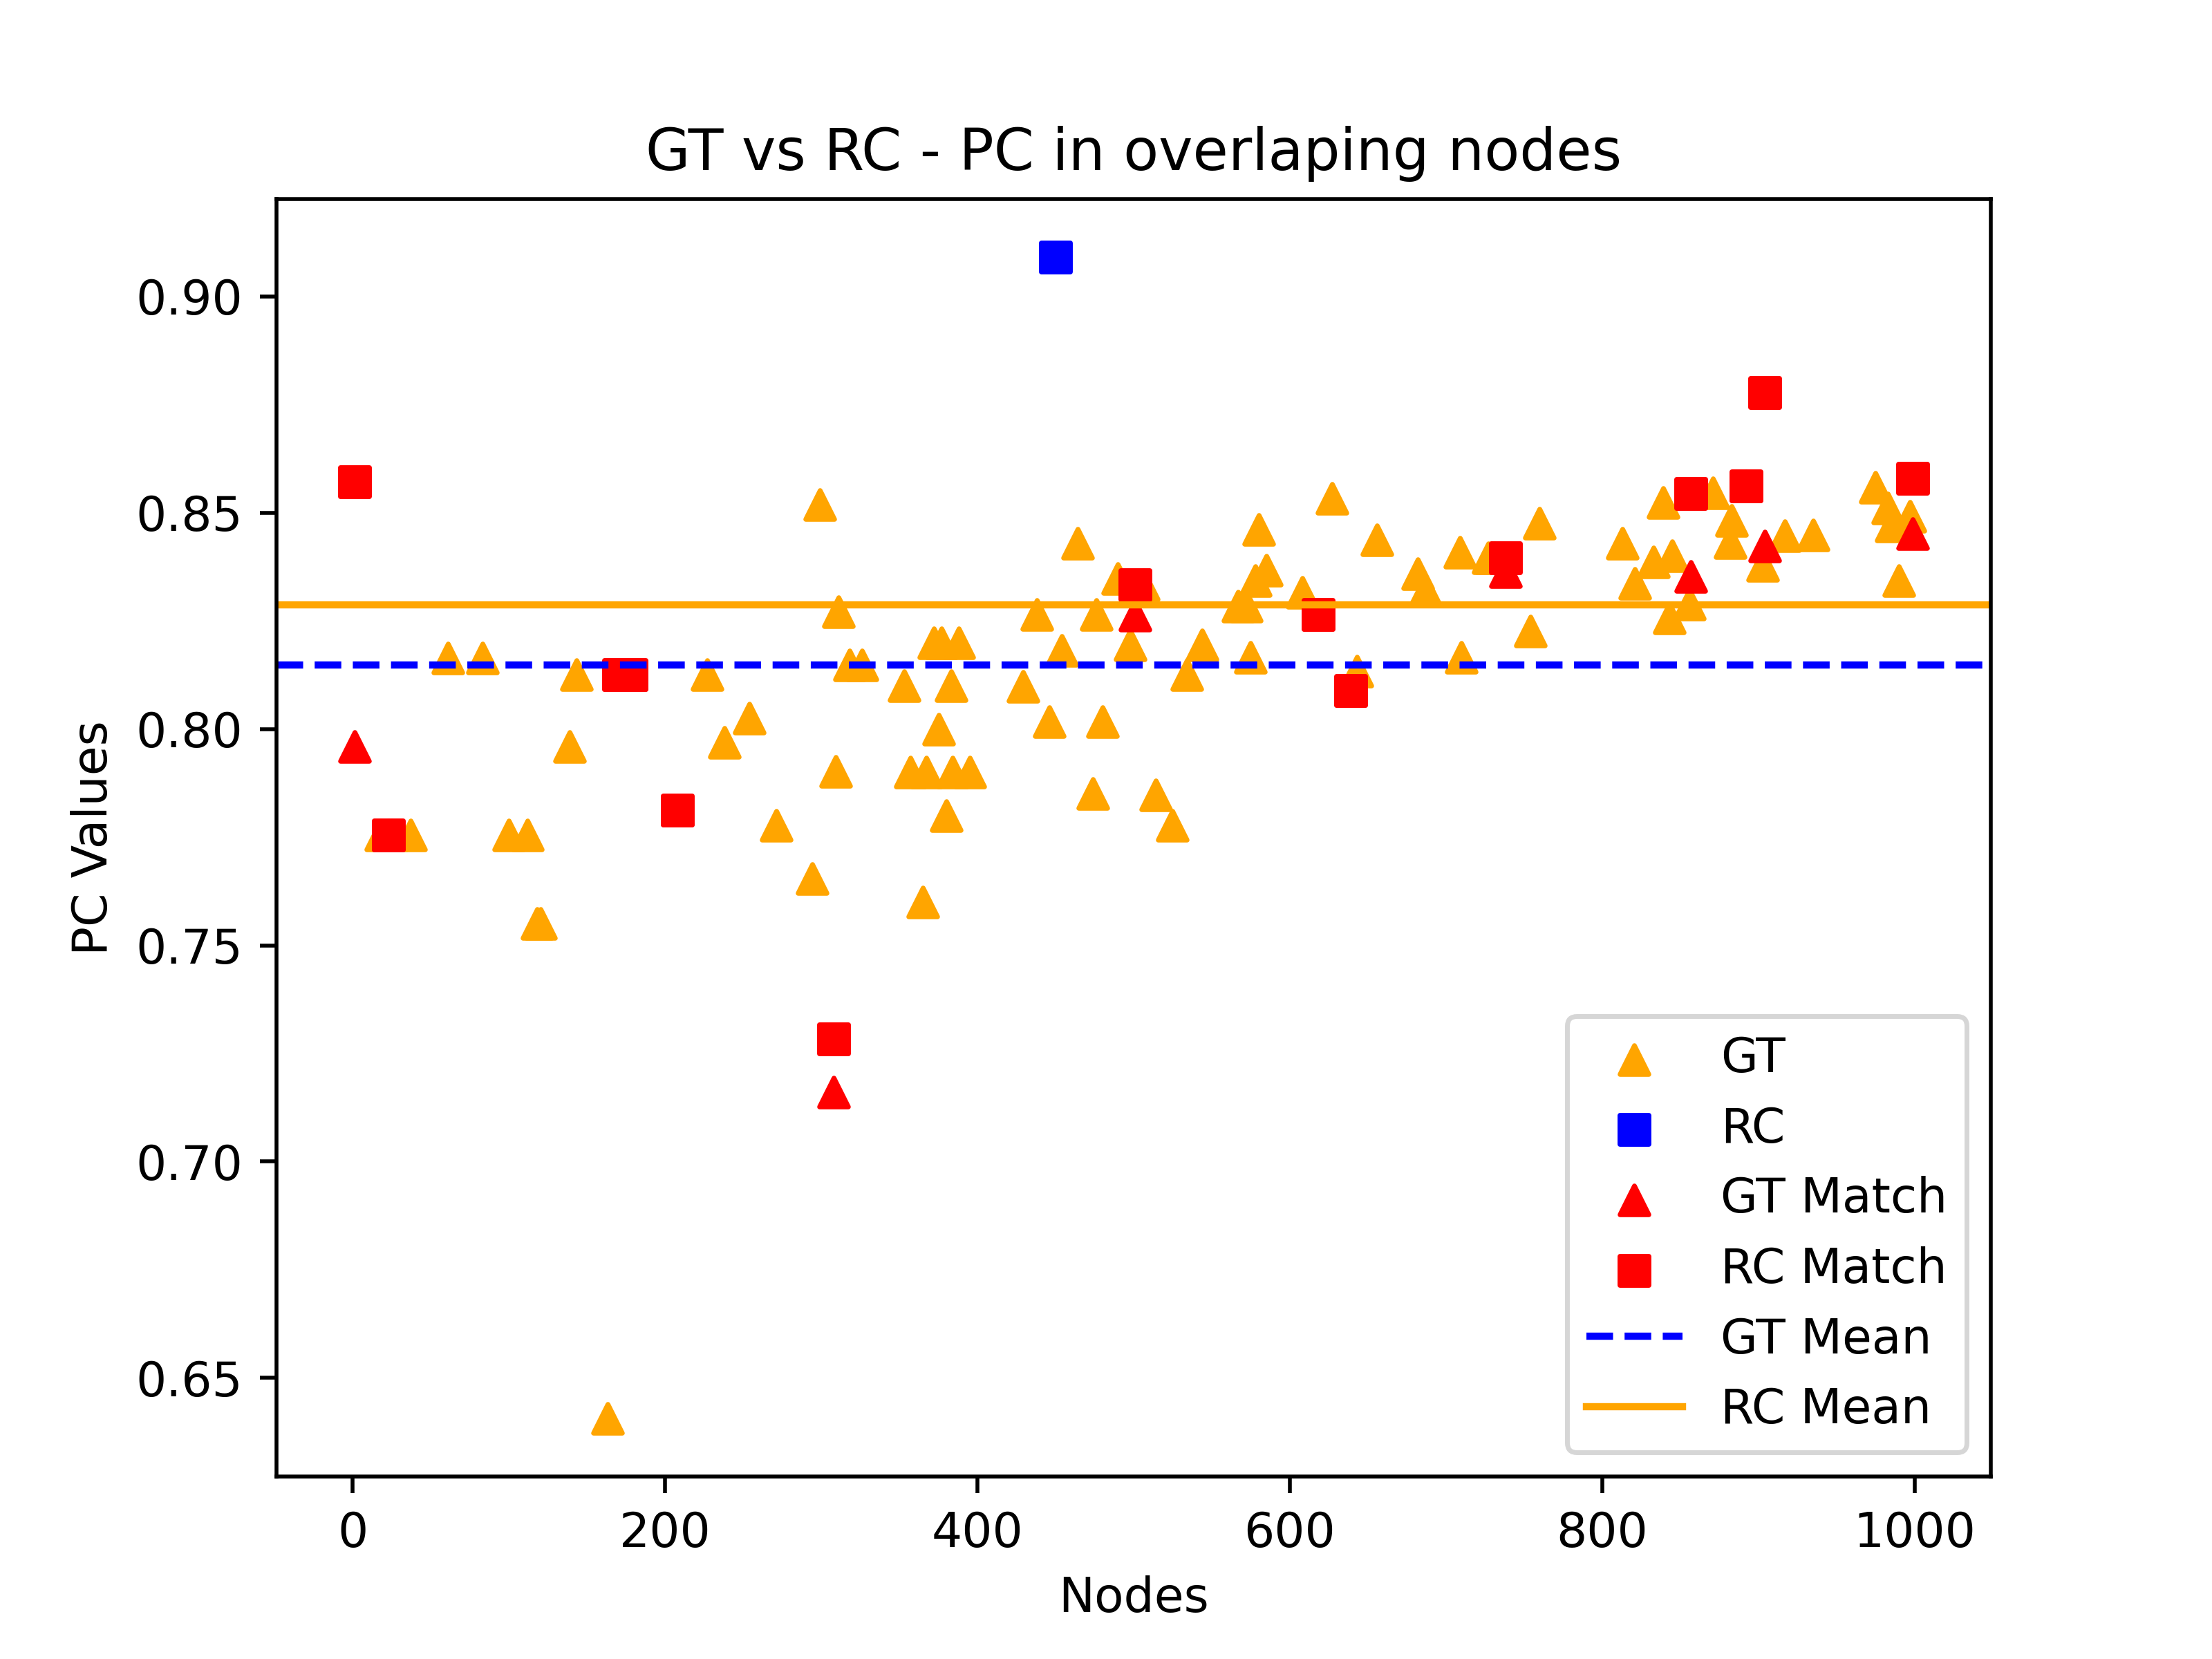 GT vs RC - PC in overlaping nodes
0.90
0.85
0.80
0.75
0.70
0.65
PC Values
0 200 400 600 800 1000
Nodes
GT
RC
GT Match
RC Match
GT Mean
RC Mean